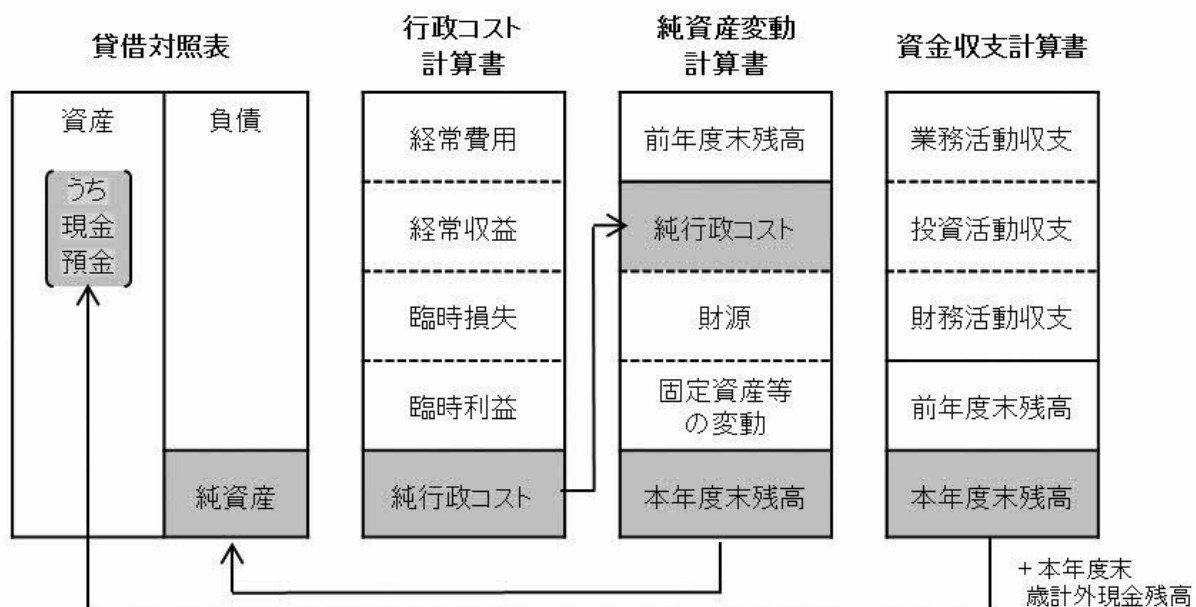 貸借対照表
資産
負債
うち
現金
預金
純資産
行政コスト
計算書
経常費用
経常収益
臨時損失
臨時利益
純行政コスト
純資産変動
計算書
前年度末残高
純行政コスト
財源
固定資産等
の変動
本年度末残高
資金収支計算書
業務活動収支
投資活動収支
財務活動収支
前年度末残高
本年度末残高
+本年度末
歳計外現金残高